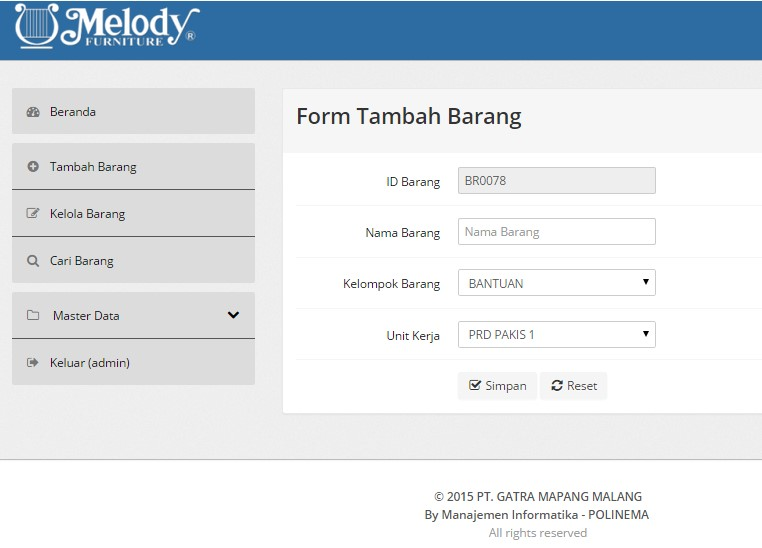 Melody
FURNITURE ®
Beranda
Tambah Barang
Kelola Barang
Cari Barang
Master Data
Keluar (admin)
Form Tambah Barang
ID Barang BR0078
Nama Barang Nama Barang
Kelompok Barang BANTUAN
Unit Kerja PRD PAKIS 1
Simpan Reset
© 2015 PT. GATRA MAPANG MALANG
By Manajemen Informatika - POLINEMA
All rights reserved